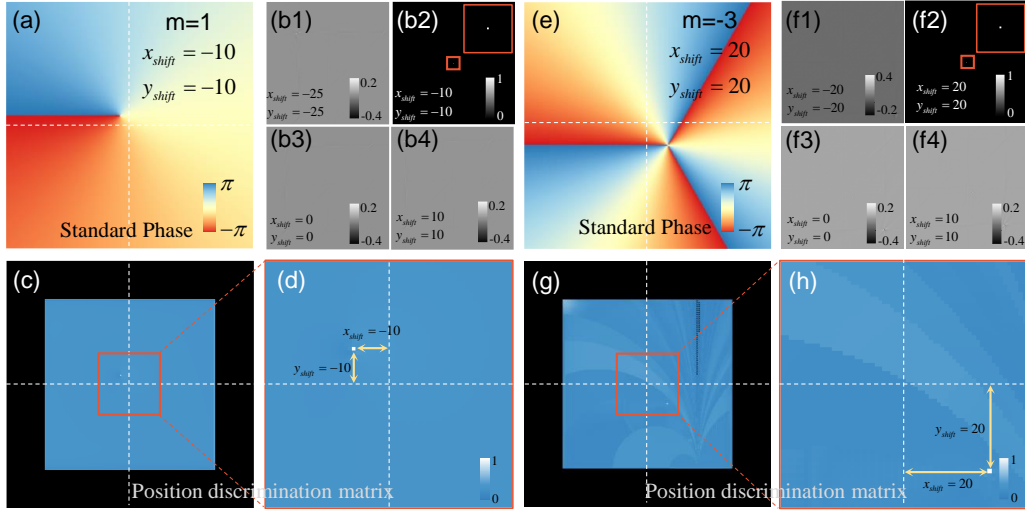 (a) m=1
x_shift = −10
y_shift = −10
π
−π
Standard Phase
(b1)
x_shift = −25
y_shift = −25
0.2
-0.4
(b2)
x_shift = −10
y_shift = −10
1
0
(b3)
x_shift = 0
y_shift = 0
0.2
-0.4
(b4)
x_shift = 10
y_shift = 10
0.2
-0.4
(c)
(d)
x_shift = −10
y_shift = −10
1
0
Position discrimination matrix
(e) m=-3
x_shift = 20
y_shift = 20
π
−π
Standard Phase
(f1)
x_shift = −20
y_shift = −20
0.4
-0.2
(f2)
x_shift = 20
y_shift = 20
1
0
(f3)
x_shift = 0
y_shift = 0
0.2
-0.4
(f4)
x_shift = 10
y_shift = 10
0.2
-0.4
(g)
(h)
y_shift = 20
x_shift = 20
1
0
Position discrimination matrix